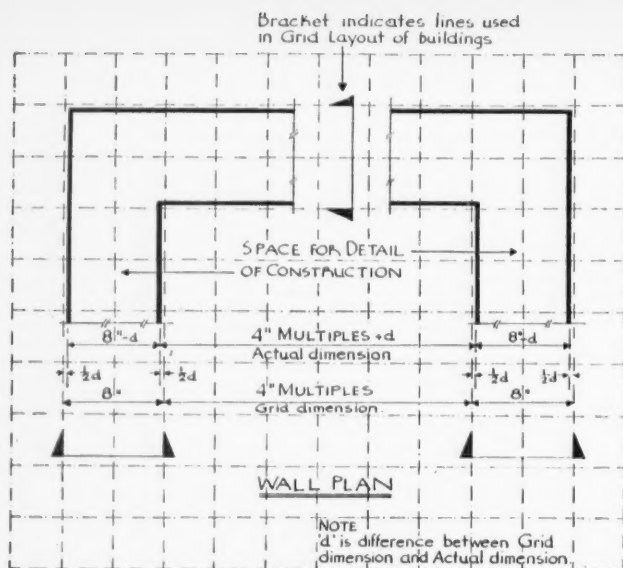 Bracket indicates lines used
in Grid Layout of buildings
SPACE FOR DETAIL
OF CONSTRUCTION
8"-d
4" MULTIPLES +d
8"-d
Actual dimension
½d
½d
½d
½d
8"
4" MULTIPLES
8"
Grid dimension
WALL PLAN
NOTE
'd' is difference between Grid
dimension and Actual dimension.